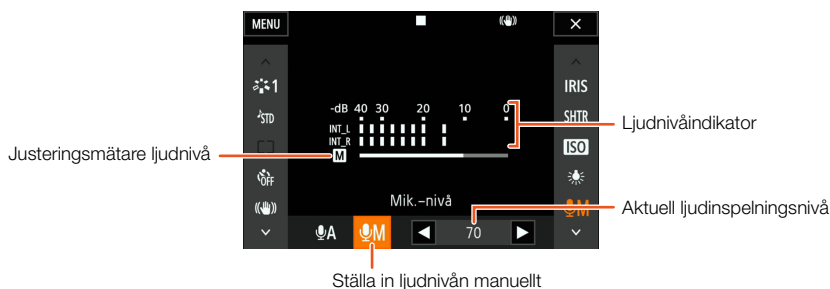 MENU
×
1
IRIS
STD
-dB 40 30 20 10 0
SHTR
INT_L
INT_R
Ljudnivåindikator
ISO
Justeringsmätare ljudnivå
M
OFF
Mik.-nivå
M
Aktuell ljudinspelningsnivå
A
M
70
Ställa in ljudnivån manuellt